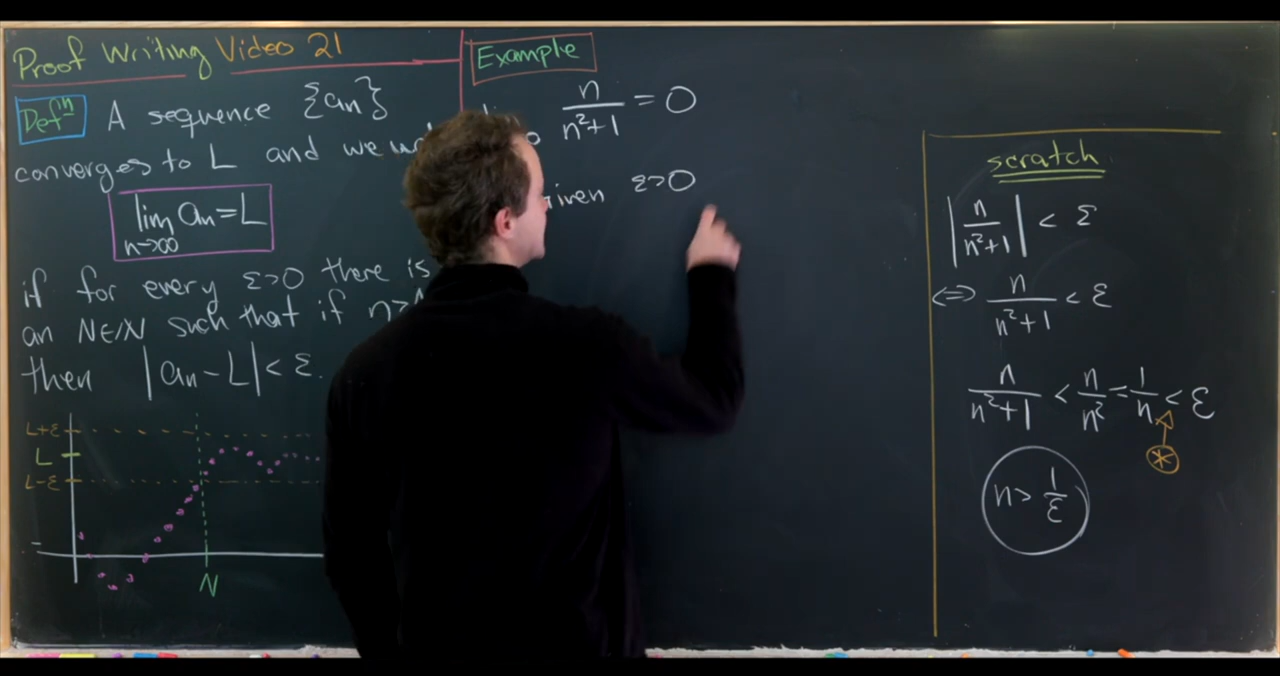 Proof Writing Video 21
Defⁿ A sequence {aₙ}
converges to L and we
lim aₙ = L
n→∞
if for every ε>0 there is
an N∈ℕ such that if n>
then |aₙ - L| < ε.
L+ε
L
L-ε
N
Example
n/(n²+1) = 0
ε>0
scratch
|n/(n²+1)| < ε
⇔ n/(n²+1) < ε
n/(n²+1) < n/n² = 1/n < ε
*
n > 1/ε